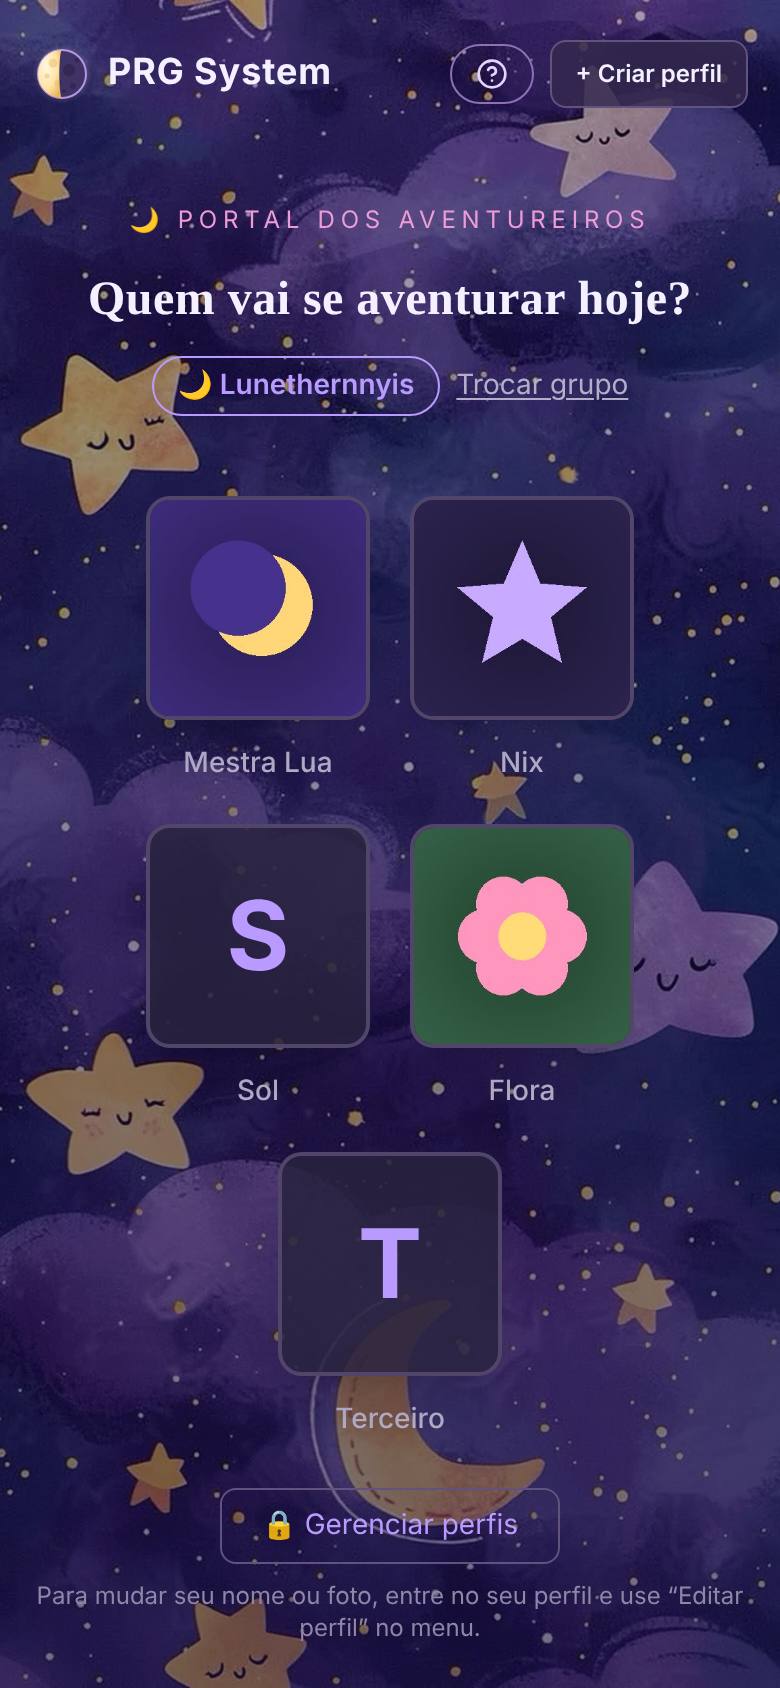 PRG System
+ Criar perfil
🌙 PORTAL DOS AVENTUREIROS
Quem vai se aventurar hoje?
🌙 Lunethernnyis Trocar grupo
Mestra Lua
Nix
S
Sol
Flora
T
Terceiro
🔒 Gerenciar perfis
Para mudar seu nome ou foto, entre no seu perfil e use “Editar
perfil” no menu.